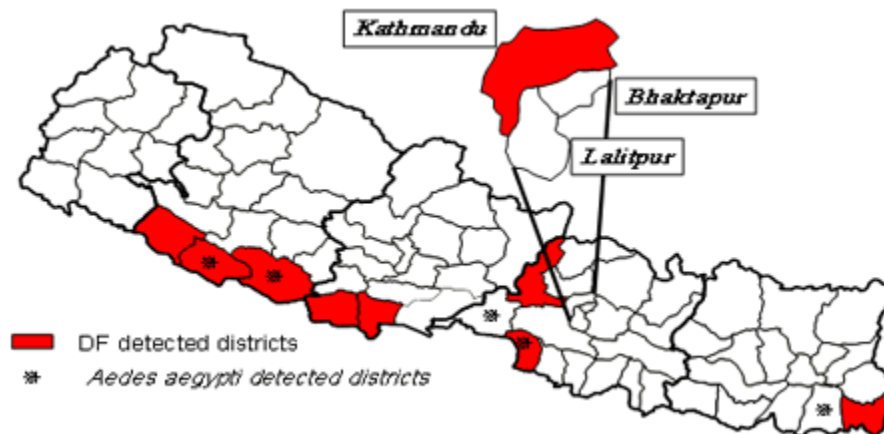 Kathmandu
Bhaktapur
Lalitpur
DF detected districts
Aedes aegypti detected districts